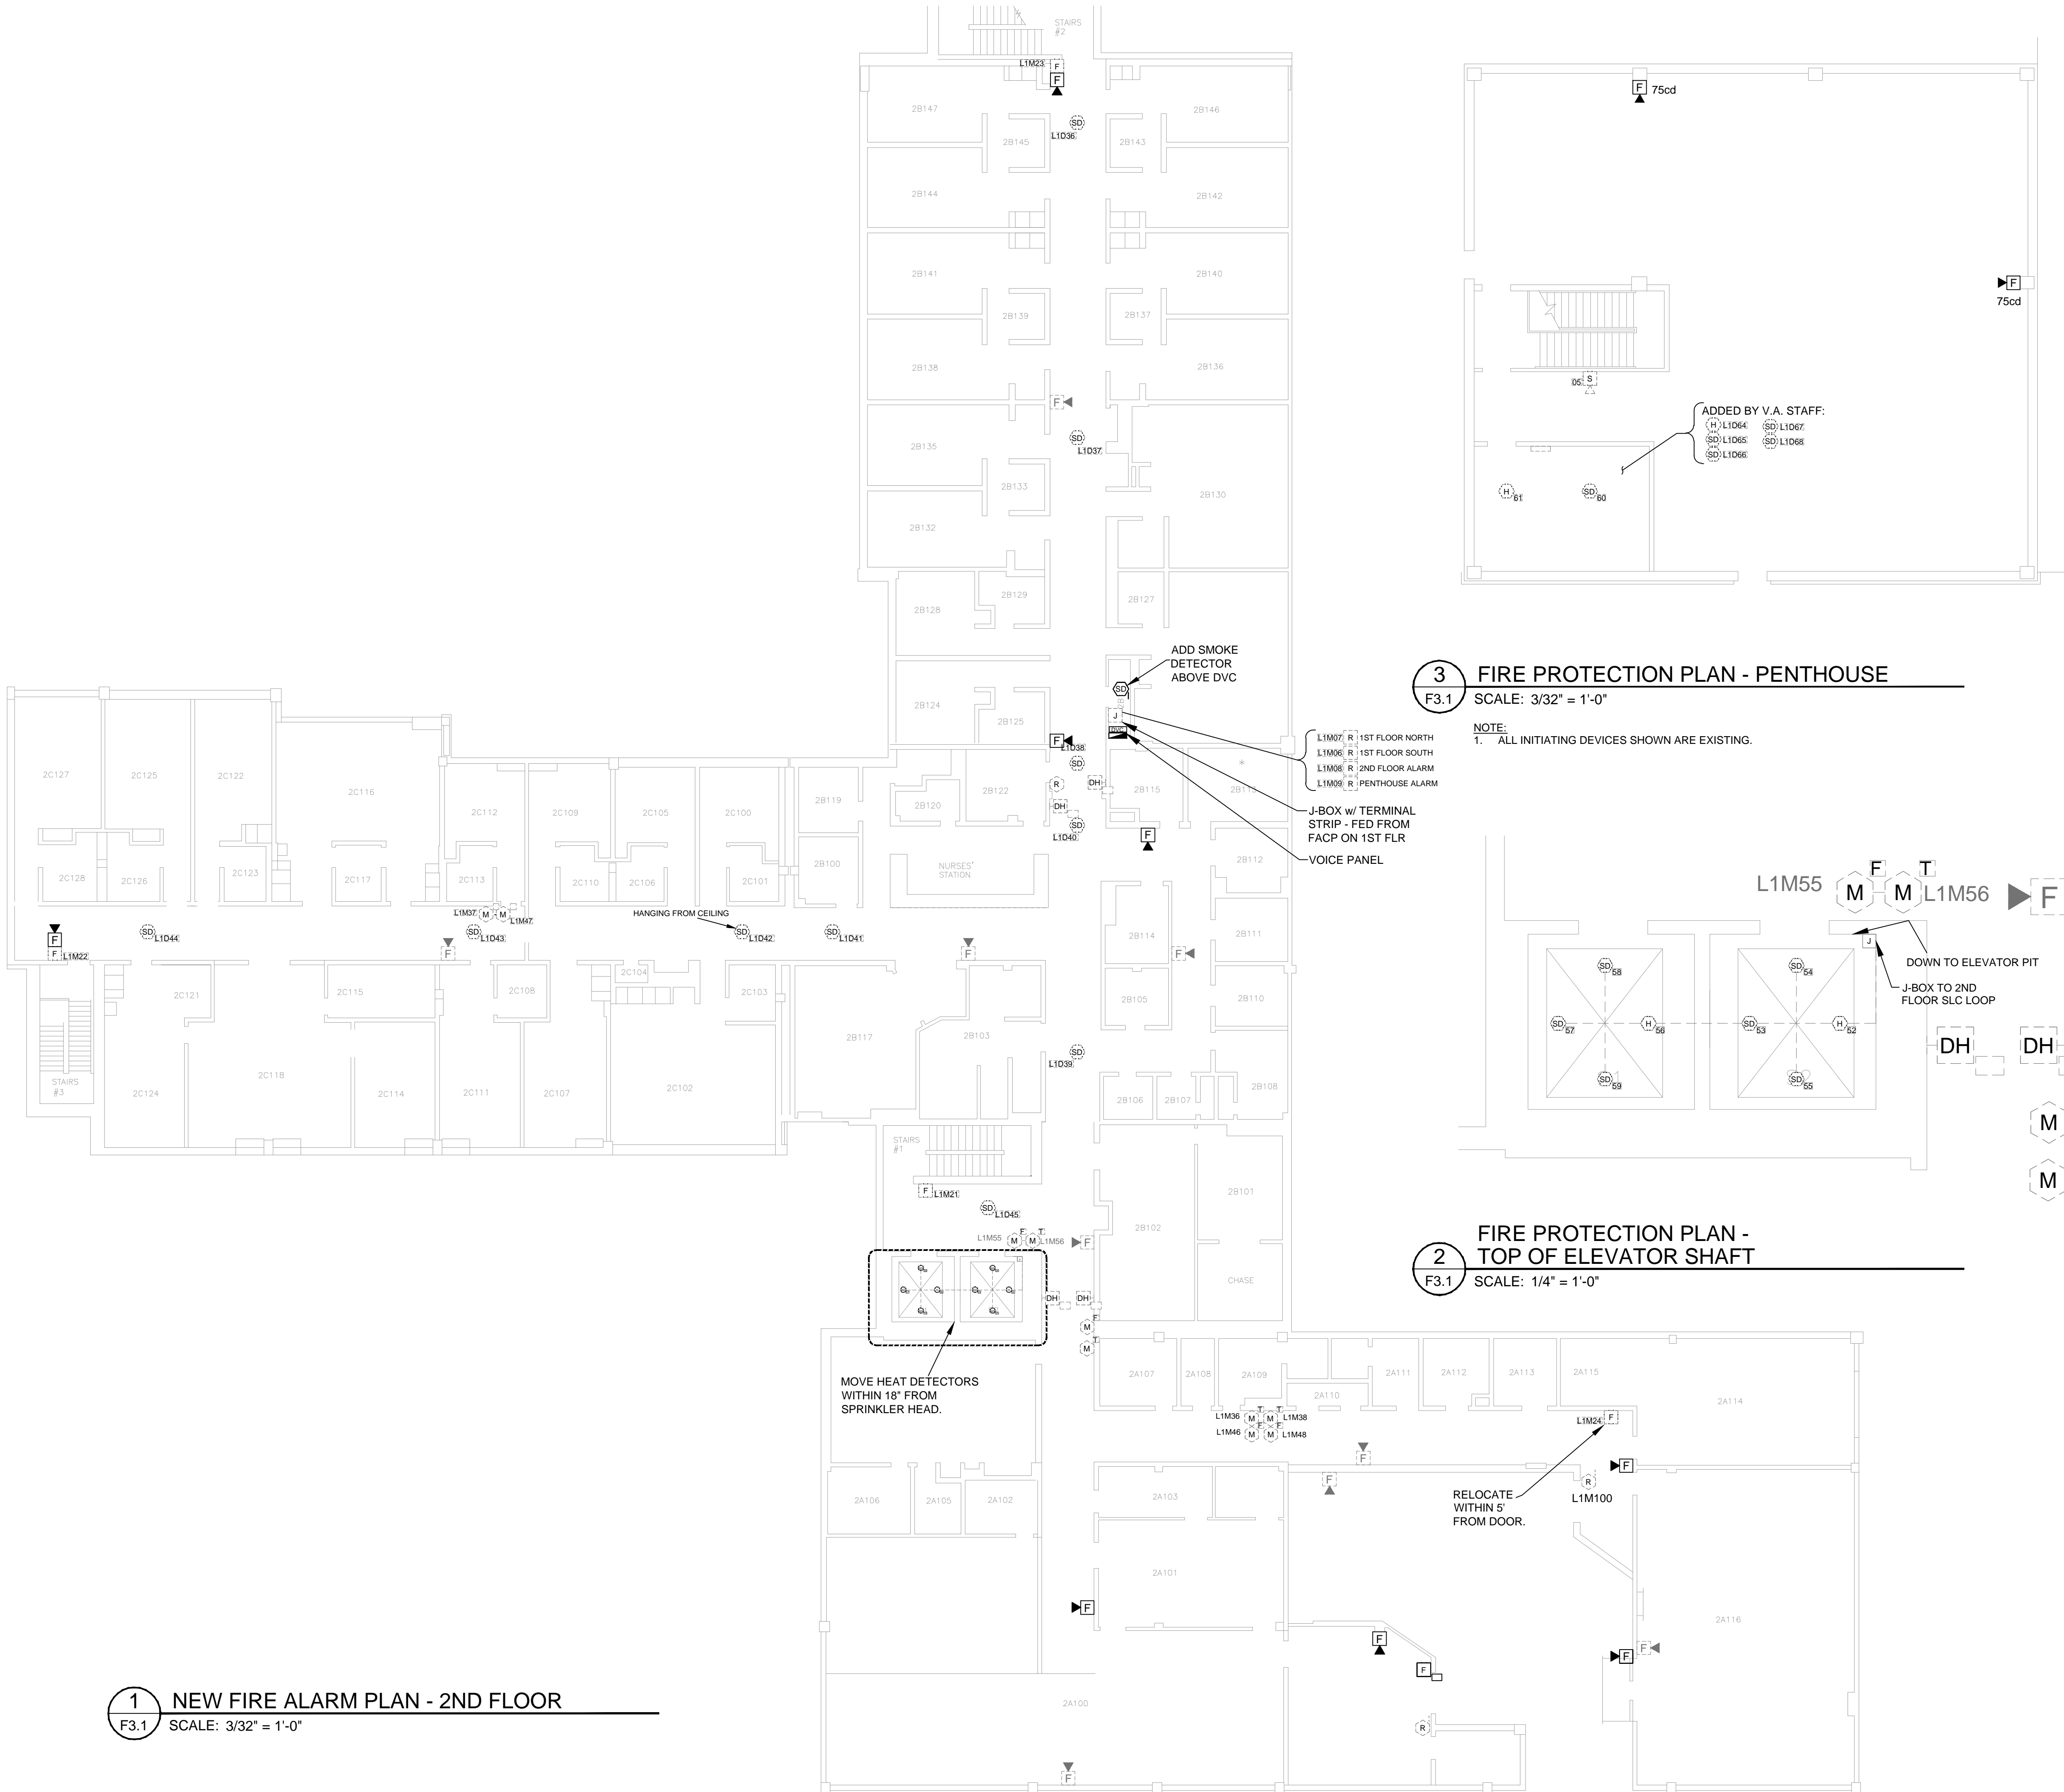 STAIRS
#2
L1M23
F
F
2B147
2B146
L1D36
SD
2B145
2B143
2B144
2B142
2B141
2B140
2B139
2B137
2B138
2B136
F
2B135
SD
L1D37
2B133
2B130
2B132
2B129
2B128
2B127
ADD SMOKE
DETECTOR
ABOVE DVC
SD
2B124
2B125
J
DVC
F
L1D38
SD
L1M07 R 1ST FLOOR NORTH
L1M06 R 1ST FLOOR SOUTH
L1M08 R 2ND FLOOR ALARM
L1M09 R PENTHOUSE ALARM
J-BOX w/ TERMINAL
STRIP - FED FROM
FACP ON 1ST FLR
VOICE PANEL
R
DH
DH
2B115
2B113
2B122
2B120
2B119
SD
L1D40
F
2C127
2C125
2C122
2C116
2C112
2C109
2C105
2C100
2B100
NURSES'
STATION
2B112
2C128
2C126
2C123
2C117
2C113
2C110
2C106
2C101
L1M37 M M L1M47
HANGING FROM CEILING
F
F L1M22
SD L1D44
SD L1D43
SD L1D42
SD L1D41
F
F
2B114
F
2B111
2C121
2C115
2C108
2C104
2C103
2B105
2B110
2B117
2B103
SD
L1D39
STAIRS
#3
2C124
2C118
2C114
2C111
2C107
2C102
2B106
2B107
2B108
STAIRS
#1
F L1M21
SD L1D45
2B101
2B102
F T
L1M55 M M L1M56
F
CHASE
DH
DH
F
M
T
M
MOVE HEAT DETECTORS
WITHIN 18" FROM
SPRINKLER HEAD.
2A107
2A108
2A109
2A110
2A111
2A112
2A113
2A115
2A114
T T
L1M36 M M L1M38
F F
L1M46 M M L1M48
L1M24 F
F
F
F
R
L1M100
RELOCATE
WITHIN 5'
FROM DOOR.
2A106
2A105
2A102
2A103
2A101
F
F
F
2A116
F
F
2A100
R
F
1
F3.1
NEW FIRE ALARM PLAN - 2ND FLOOR
SCALE: 3/32" = 1'-0"
F 75cd
F
75cd
05 S
ADDED BY V.A. STAFF:
H L1D64
SD L1D67
SD L1D65
SD L1D68
SD L1D66
H 61
SD 60
3
F3.1
FIRE PROTECTION PLAN - PENTHOUSE
SCALE: 3/32" = 1'-0"
NOTE:
1. ALL INITIATING DEVICES SHOWN ARE EXISTING.
F T
L1M55 M M L1M56
F
J
DOWN TO ELEVATOR PIT
J-BOX TO 2ND
FLOOR SLC LOOP
SD 58
SD 54
SD 57
H 56
SD 53
H 52
SD 59
SD 55
DH
DH
M
M
2
F3.1
FIRE PROTECTION PLAN -
TOP OF ELEVATOR SHAFT
SCALE: 1/4" = 1'-0"